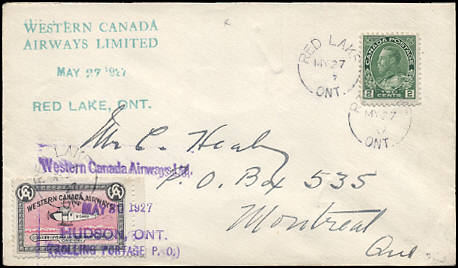 WESTERN CANADA
AIRWAYS LIMITED
MAY 27 1927
RED LAKE, ONT.
RED LAKE
MY 27
ONT.
CANADA POSTAGE
2 CENTS 2
MY 27
ONT.
Mr C. Healy
P. O. Box 535
Montreal
Que.
Western Canada Airways Ltd.
WESTERN CANADA AIRWAYS
MAY 30 1927
HUDSON, ONT.
(ROLLING PORTAGE P. O.)